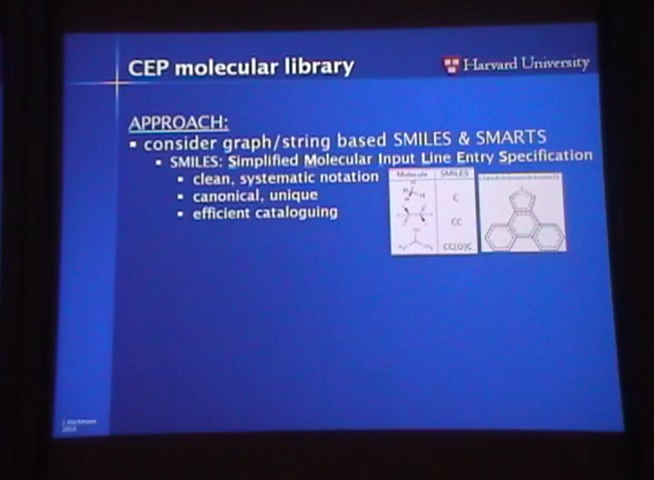 CEP molecular library
Harvard University
APPROACH:
▪ consider graph/string based SMILES & SMARTS
▪ SMILES: Simplified Molecular Input Line Entry Specification
▪ clean, systematic notation
▪ canonical, unique
▪ efficient cataloguing
Molecule SMILES
C
CC
CC(O)C